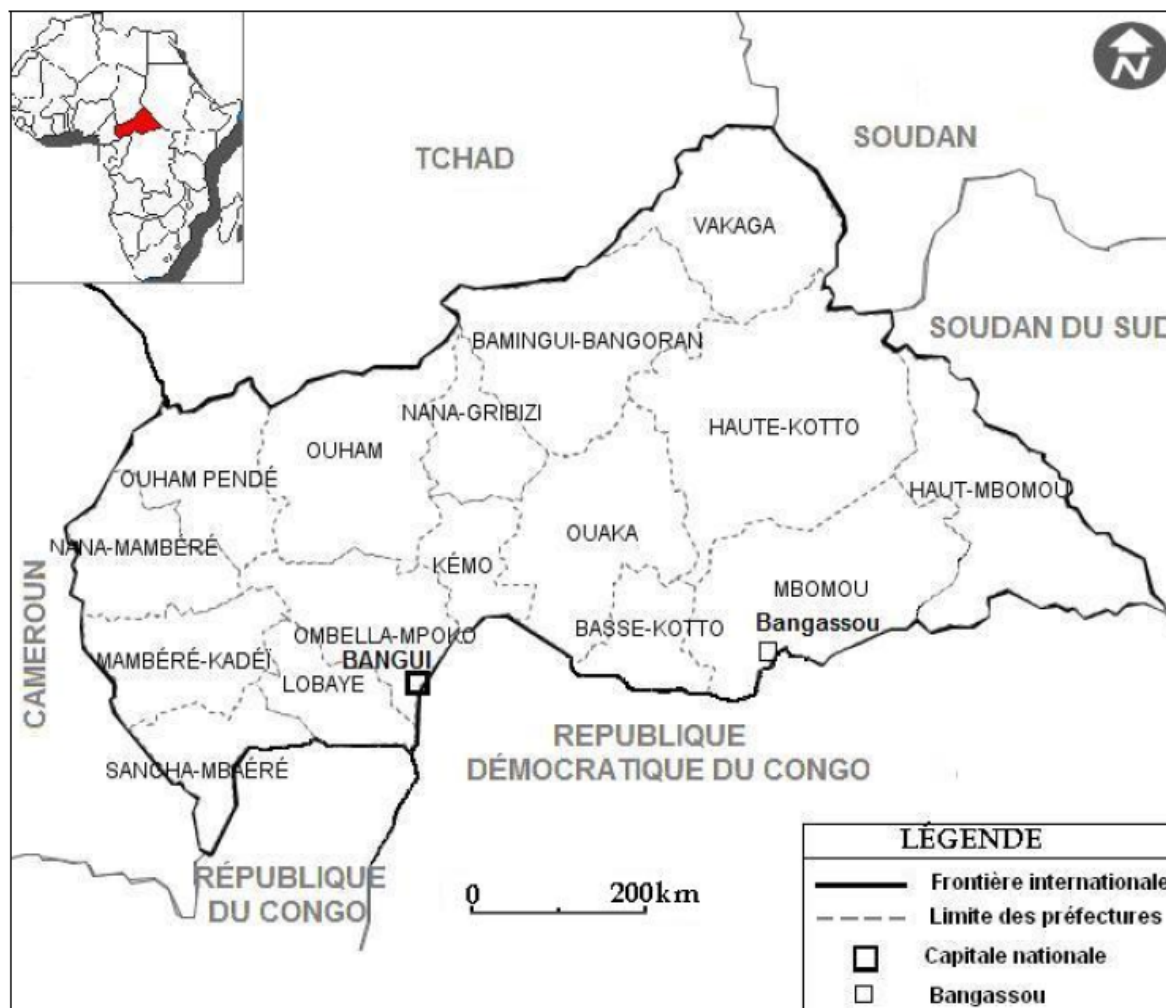 N
TCHAD
SOUDAN
VAKAGA
SOUDAN DU SUD
BAMINGUI-BANGORAN
NANA-GRIBIZI
HAUTE-KOTTO
OUHAM
OUHAM PENDÉ
HAUT-MBOMOU
OUAKA
NANA-MAMBÉRÉ
KÉMO
MBOMOU
CAMEROUN
Bangassou
BASSE-KOTTO
OMBELLA-MPOKO
MAMBÉRÉ-KADÉÏ
BANGUI
LOBAYE
REPUBLIQUE
DÉMOCRATIQUE DU CONGO
SANCHA-MBAÉRÉ
RÉPUBLIQUE
DU CONGO
0 200km
LÉGENDE
Frontière internationale
Limite des préfectures
Capitale nationale
Bangassou